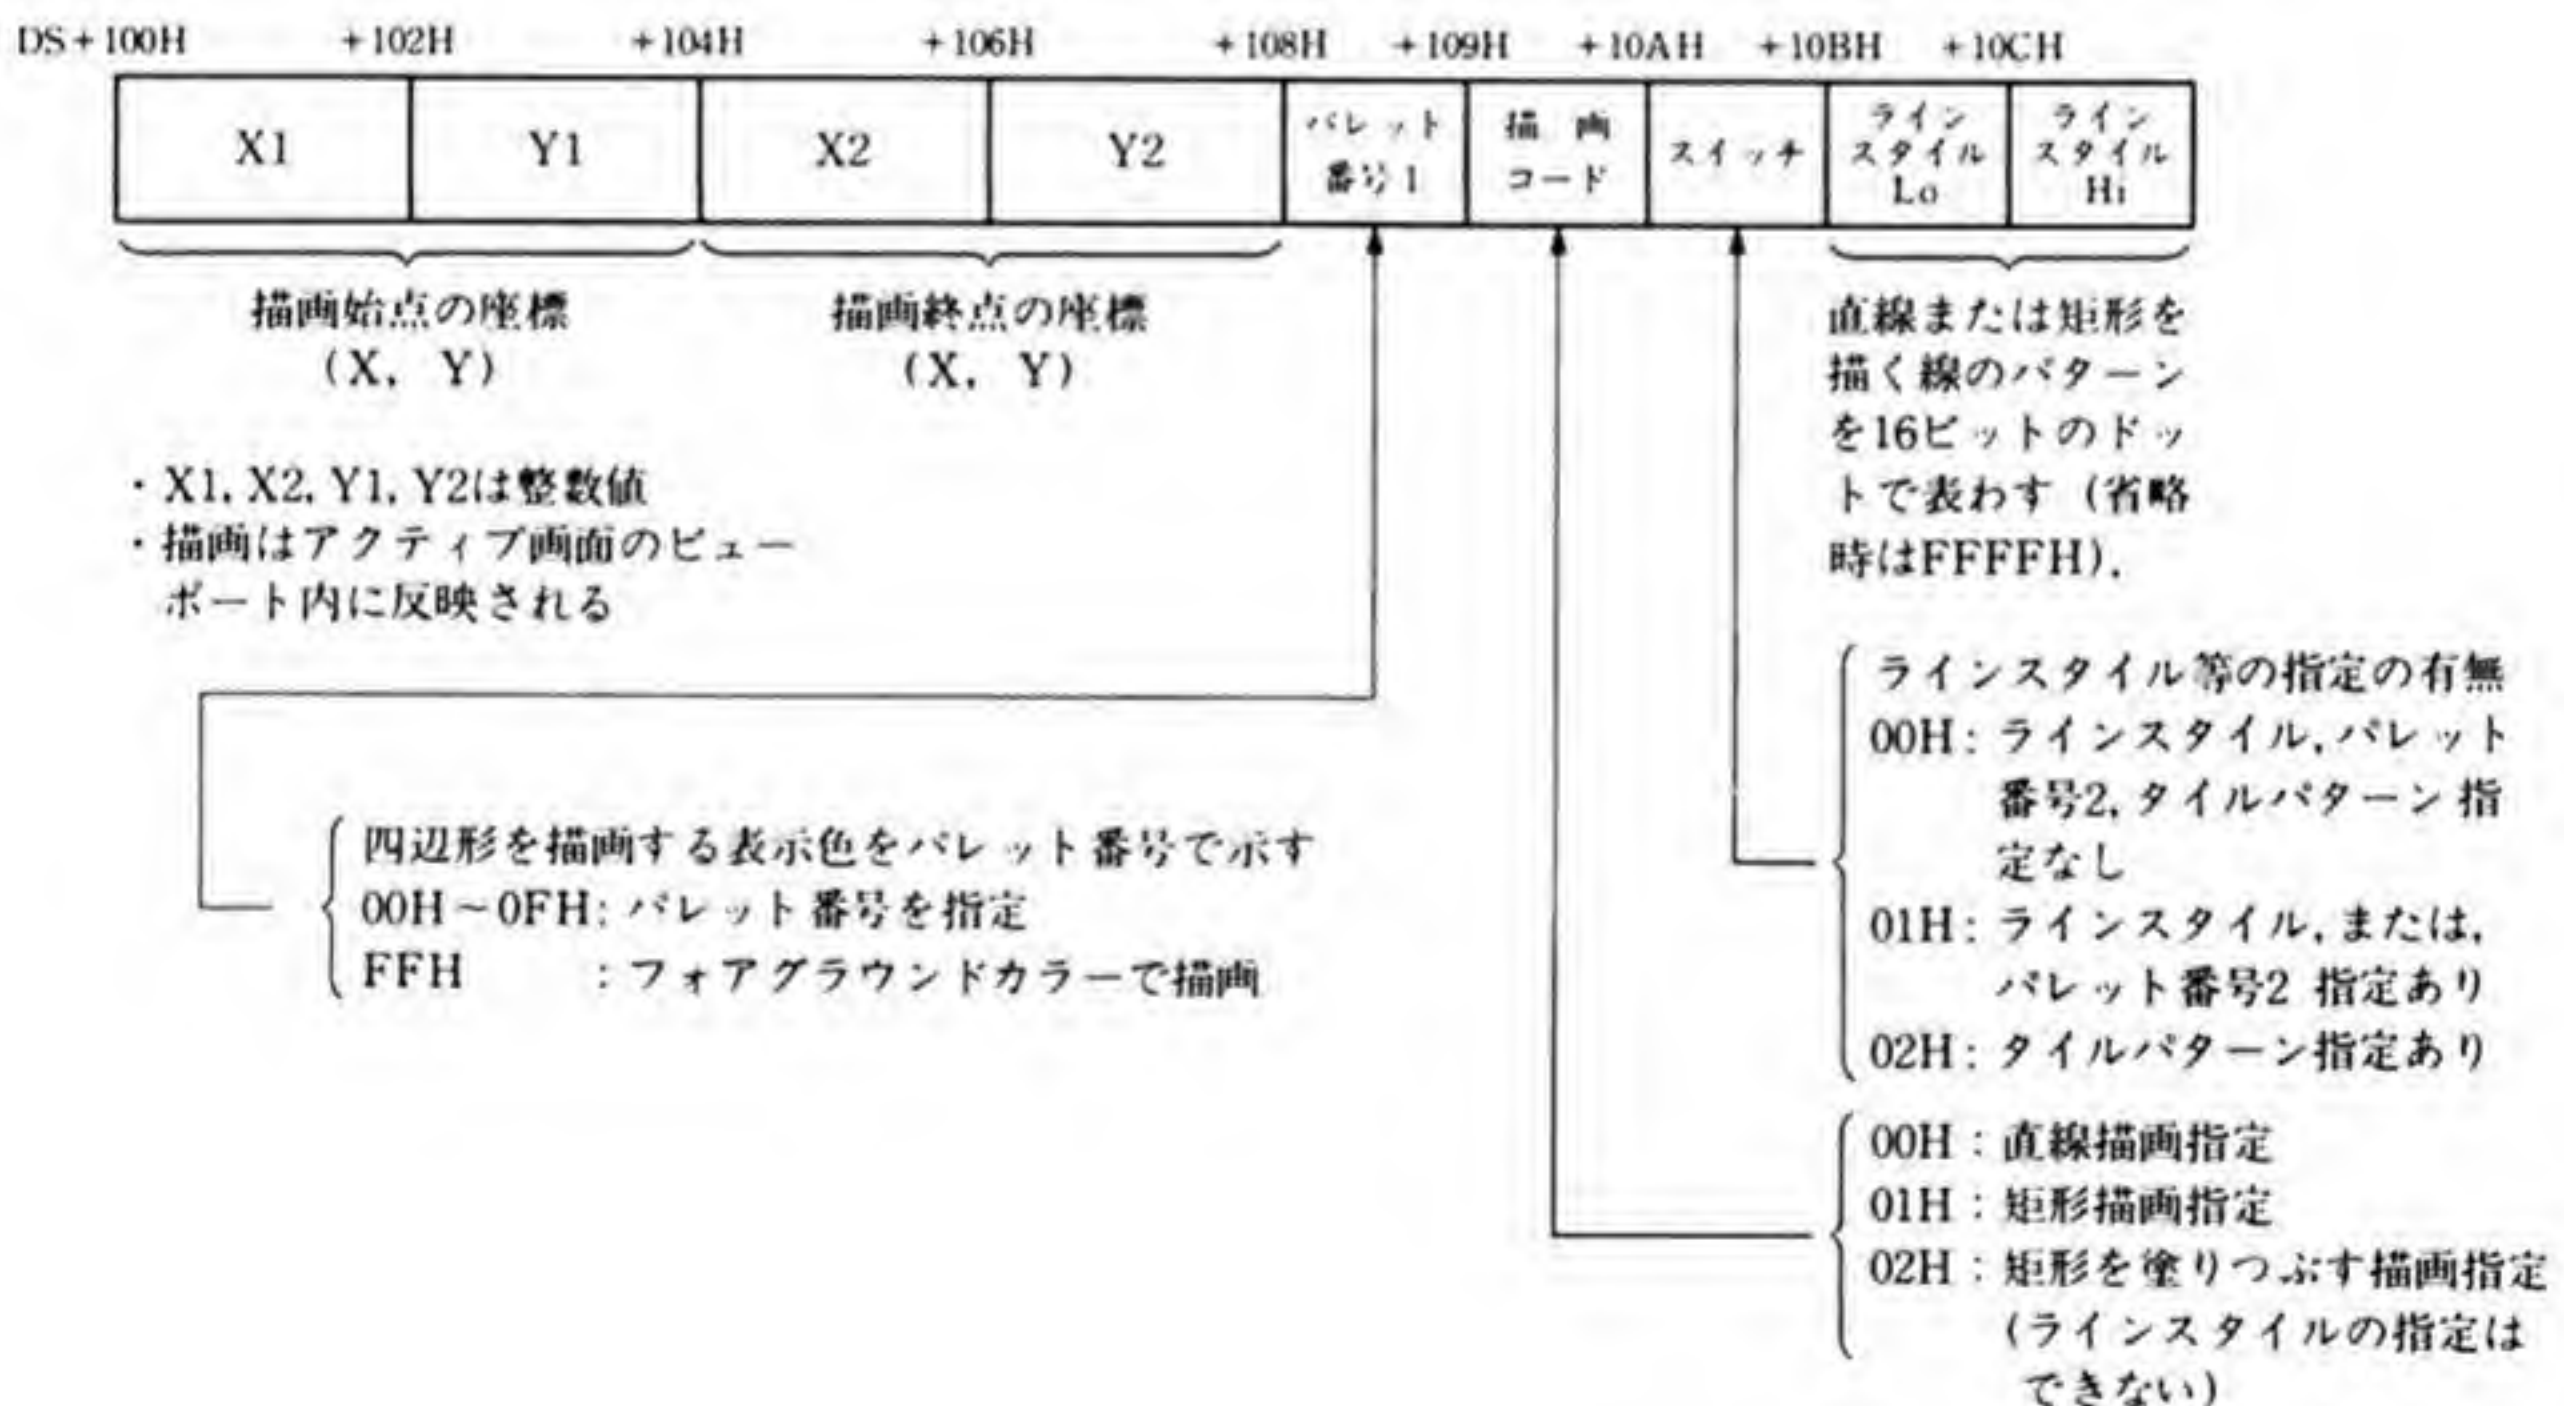 DS+100H +102H +104H +106H +108H +109H +10AH +10BH +10CH
X1 Y1 X2 Y2
パレット
番号1
描画
コード
スイッチ
ライン
スタイル
Lo
ライン
スタイル
Hi
描画始点の座標
(X, Y)
描画終点の座標
(X, Y)
・X1, X2, Y1, Y2は整数値
・描画はアクティブ画面のビュー
ポート内に反映される
直線または矩形を
描く線のパターン
を16ビットのドッ
トで表わす（省略
時はFFFFH）.
四辺形を描画する表示色をパレット番号で示す
00H～0FH: パレット番号を指定
FFH : フォアグラウンドカラーで描画
ラインスタイル等の指定の有無
00H: ラインスタイル, パレット
番号2, タイルパターン指
定なし
01H: ラインスタイル, または,
パレット番号2 指定あり
02H: タイルパターン指定あり
00H : 直線描画指定
01H : 矩形描画指定
02H : 矩形を塗りつぶす描画指定
(ラインスタイルの指定は
できない)